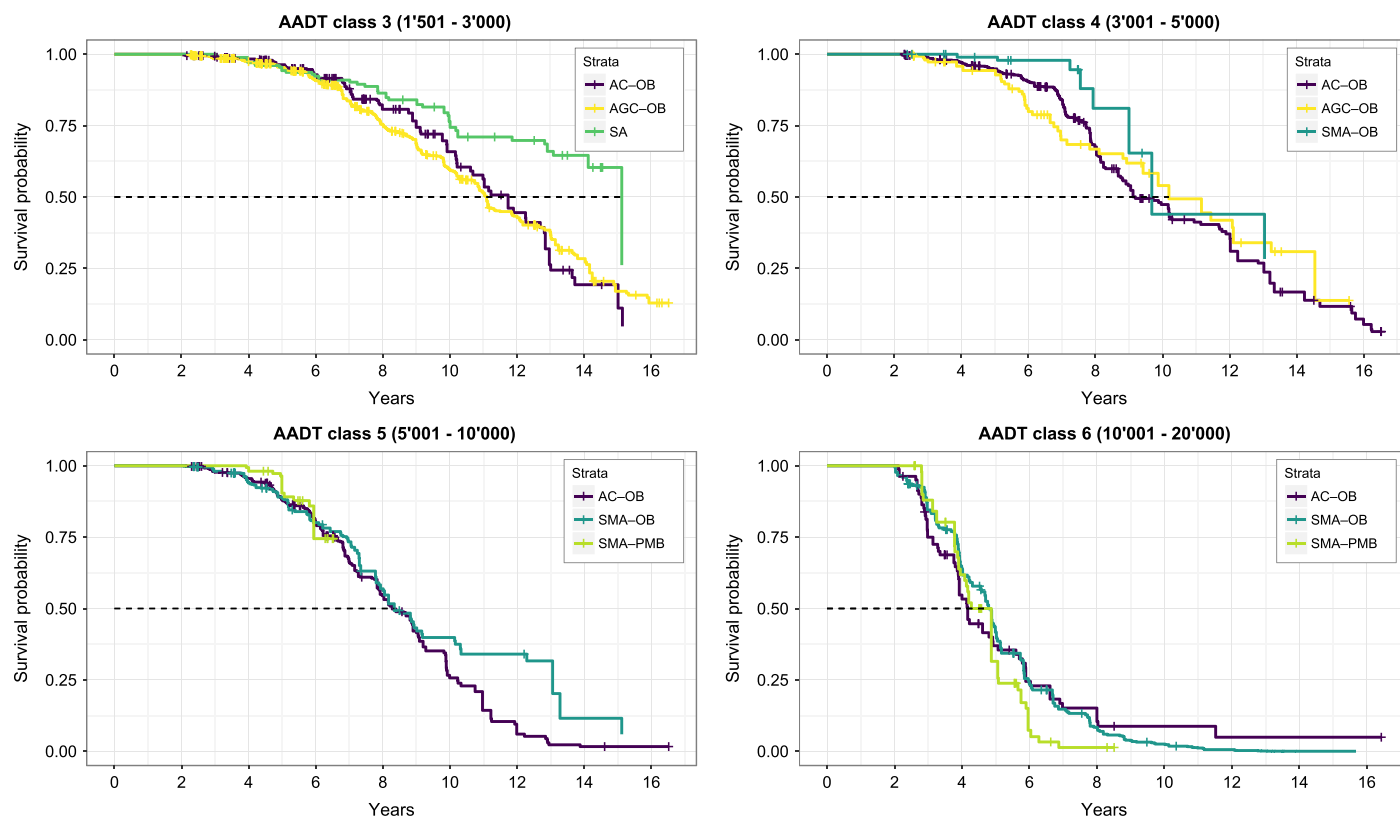 AADT class 3 (1'501 - 3'000)
Survival probability
1.00
0.75
0.50
0.25
0.00
0 2 4 6 8 10 12 14 16
Years
Strata
AC–OB
AGC–OB
SA
AADT class 4 (3'001 - 5'000)
Survival probability
1.00
0.75
0.50
0.25
0.00
0 2 4 6 8 10 12 14 16
Years
Strata
AC–OB
AGC–OB
SMA–OB
AADT class 5 (5'001 - 10'000)
Survival probability
1.00
0.75
0.50
0.25
0.00
0 2 4 6 8 10 12 14 16
Years
Strata
AC–OB
SMA–OB
SMA–PMB
AADT class 6 (10'001 - 20'000)
Survival probability
1.00
0.75
0.50
0.25
0.00
0 2 4 6 8 10 12 14 16
Years
Strata
AC–OB
SMA–OB
SMA–PMB